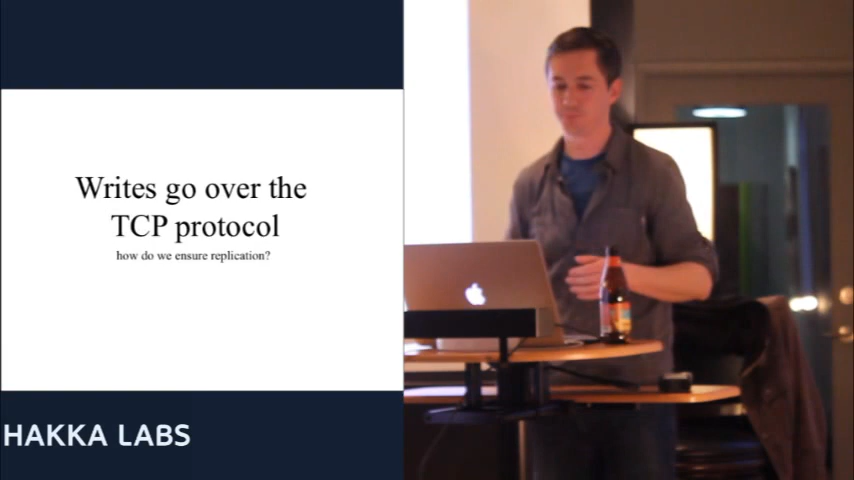 Writes go over the
TCP protocol
how do we ensure replication?
HAKKA LABS